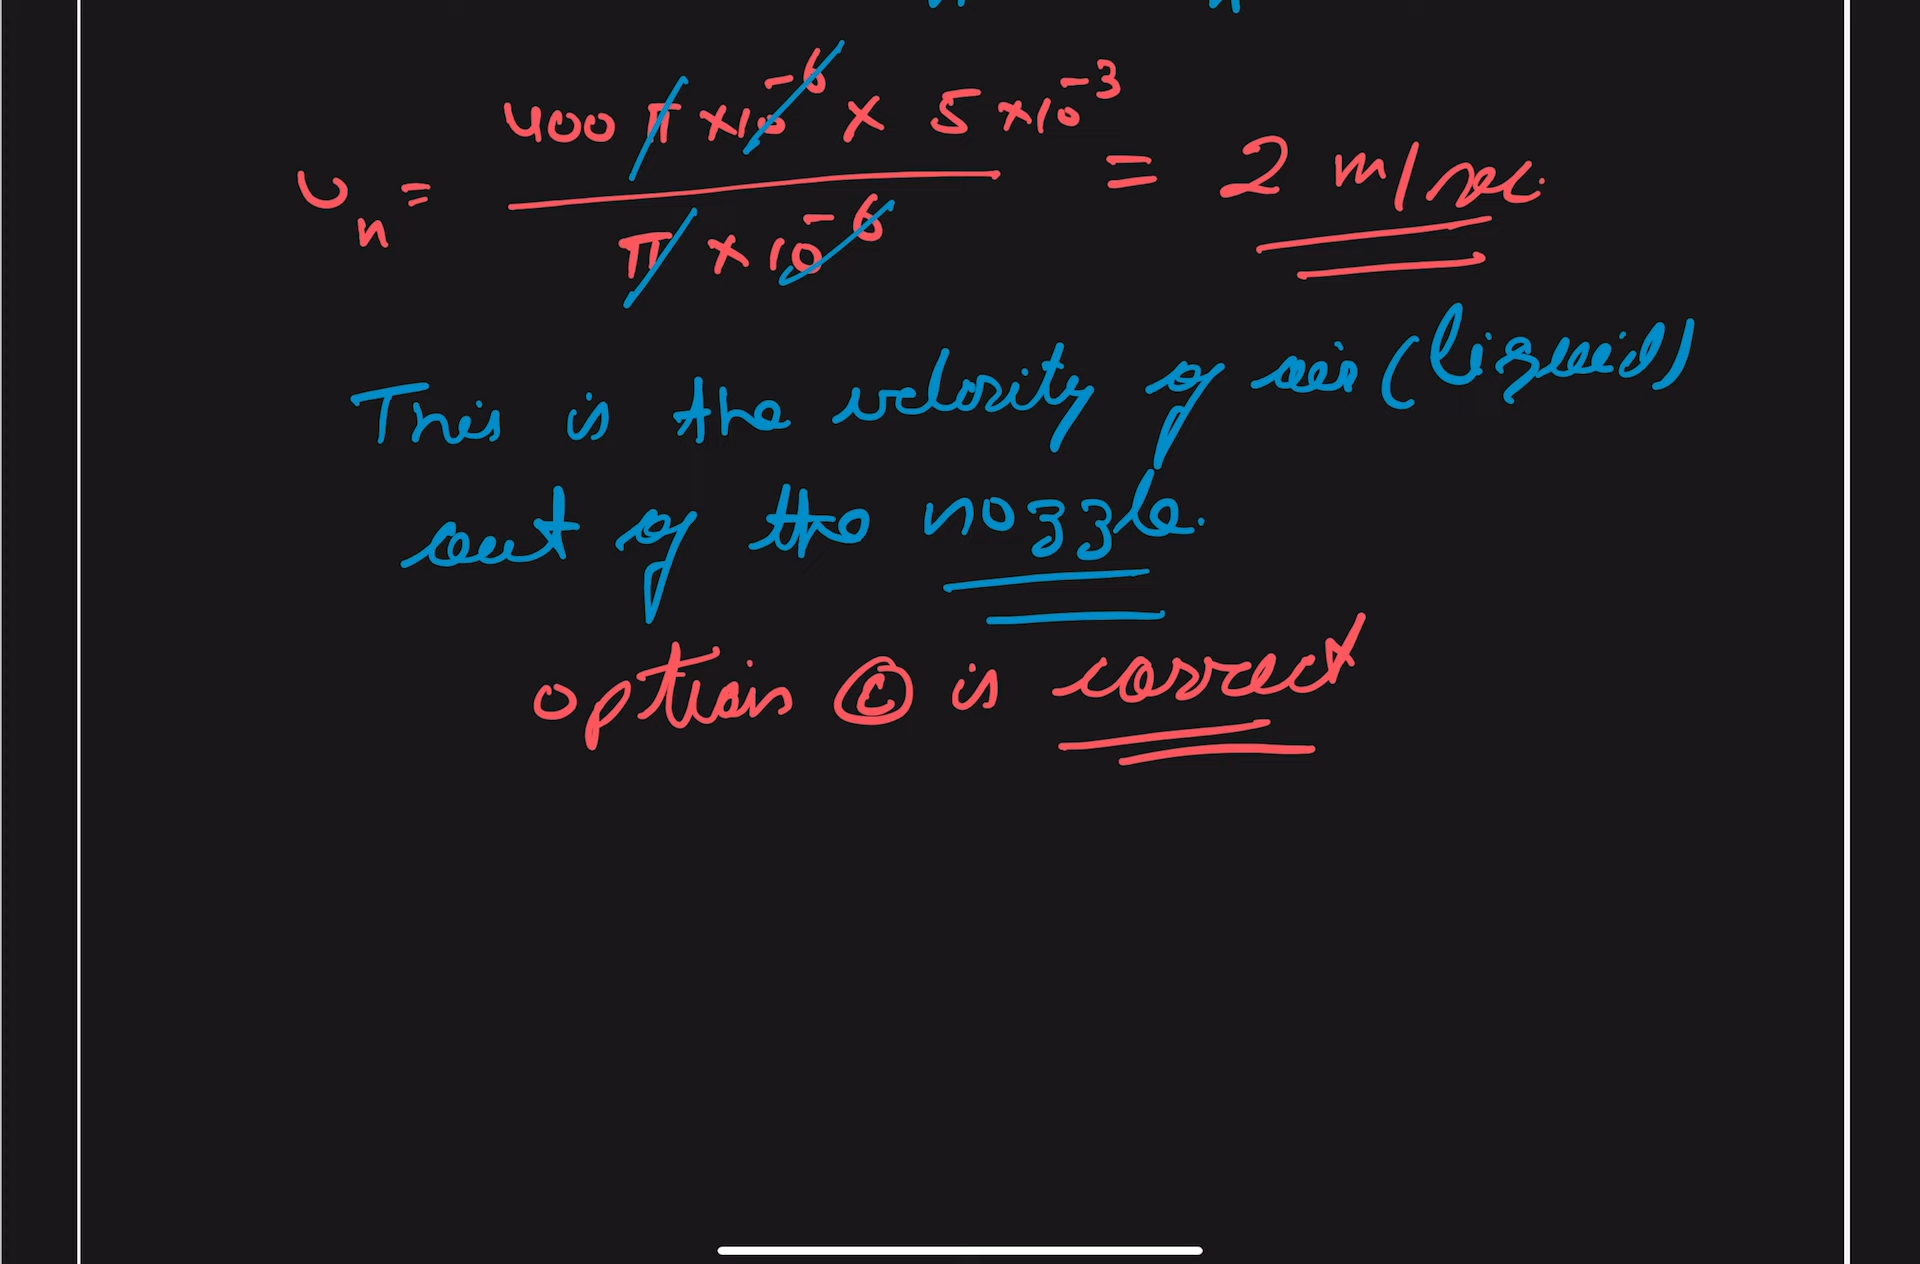 υₙ = 400 π × 10⁻⁶ × 5 × 10⁻³ / π × 10⁻⁶ = 2 m/sec.
This is the velocity of air (liquid)
out of the nozzle.
option Ⓒ is correct